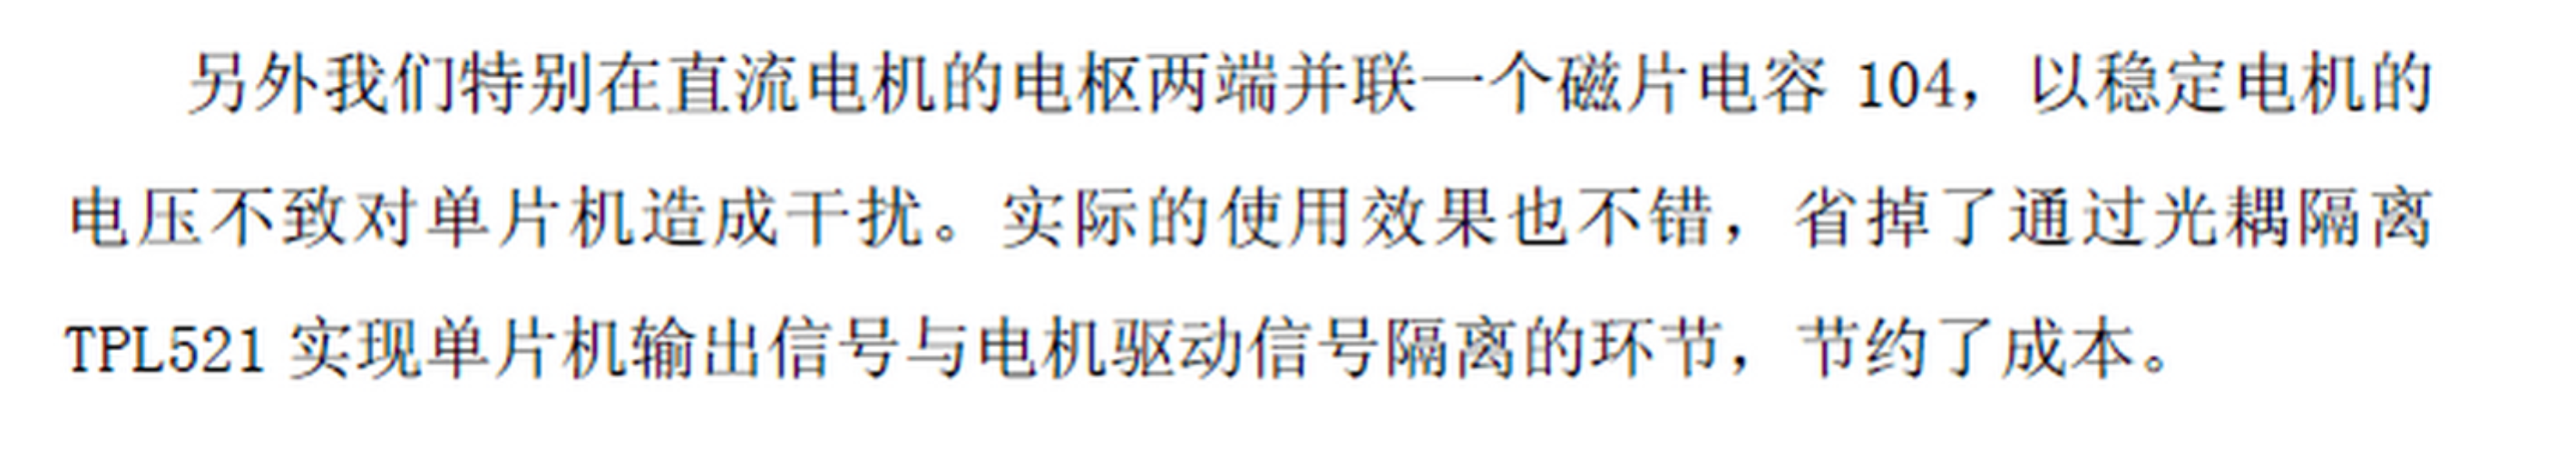 另外我们特别在直流电机的电枢两端并联一个磁片电容 104，以稳定电机的
电压不致对单片机造成干扰。实际的使用效果也不错，省掉了通过光耦隔离
TPL521 实现单片机输出信号与电机驱动信号隔离的环节，节约了成本。